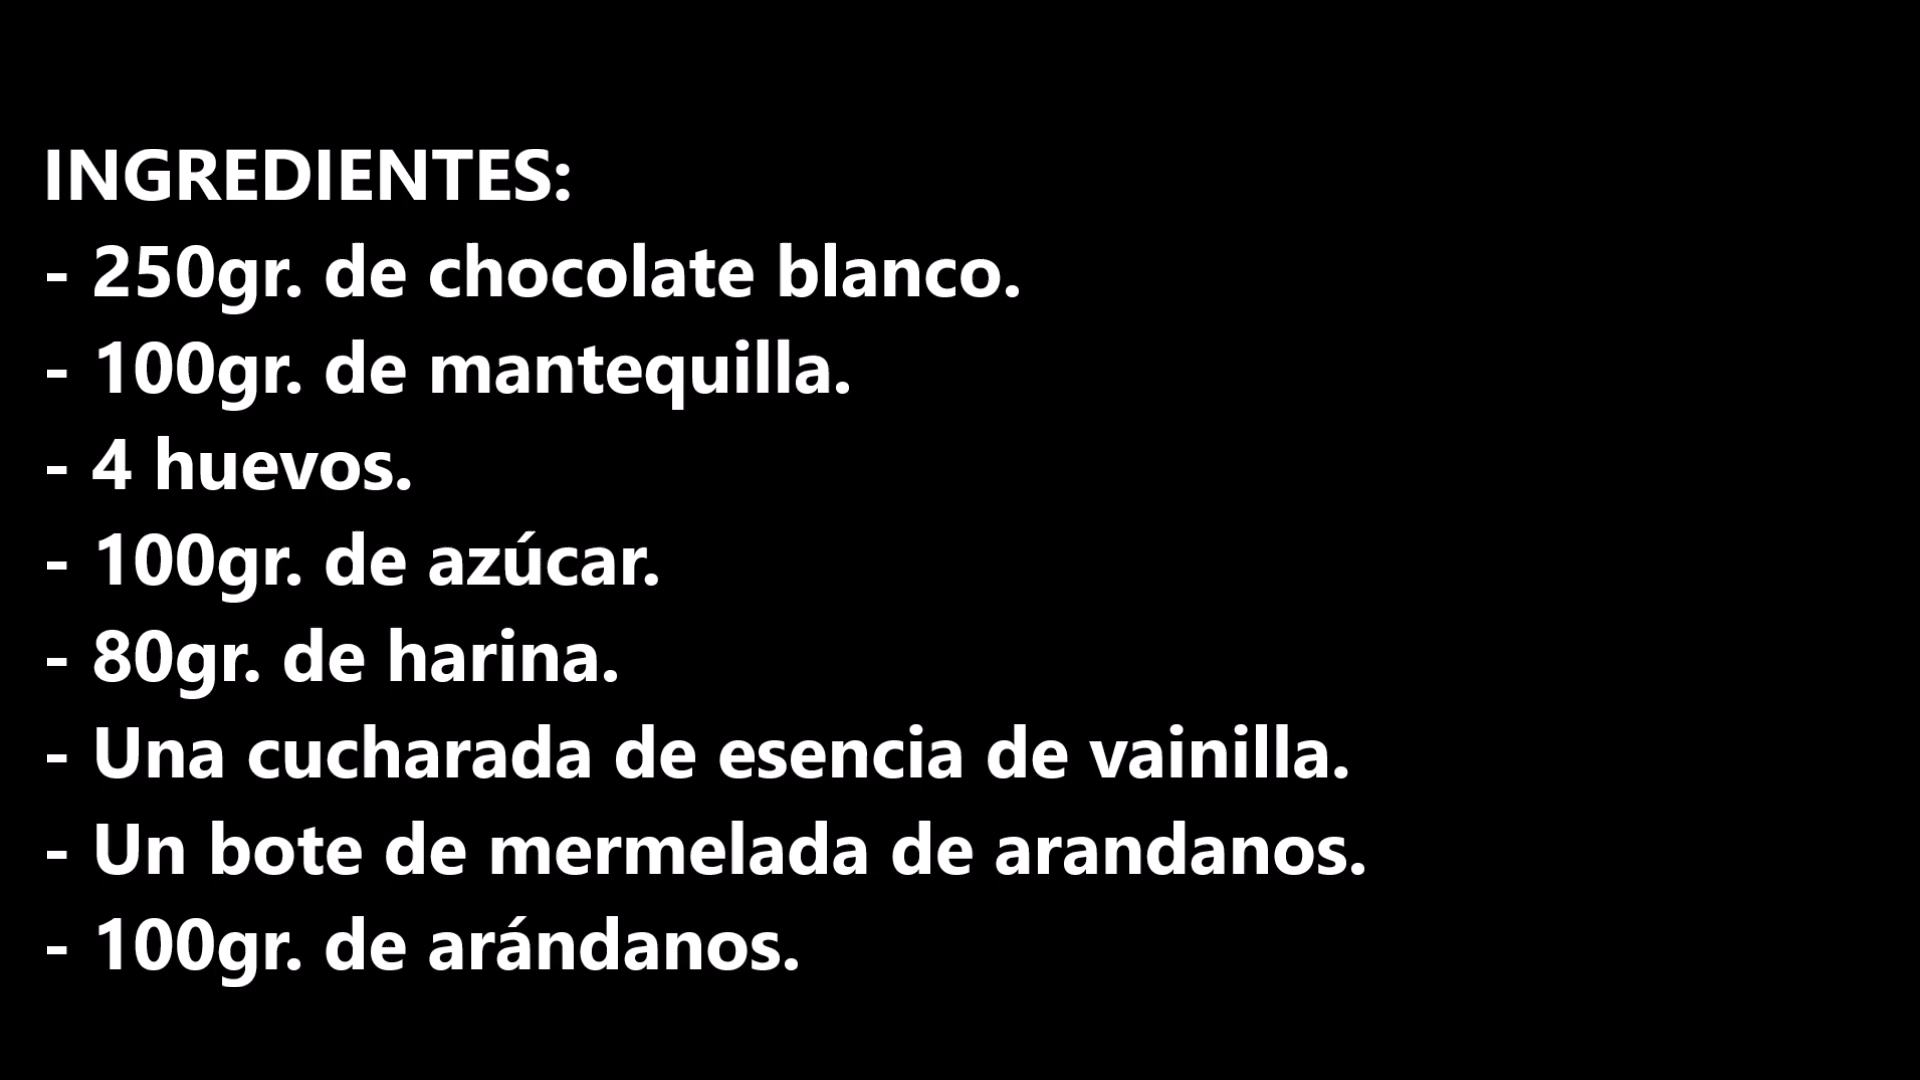 INGREDIENTES:
- 250gr. de chocolate blanco.
- 100gr. de mantequilla.
- 4 huevos.
- 100gr. de azúcar.
- 80gr. de harina.
- Una cucharada de esencia de vainilla.
- Un bote de mermelada de arandanos.
- 100gr. de arándanos.